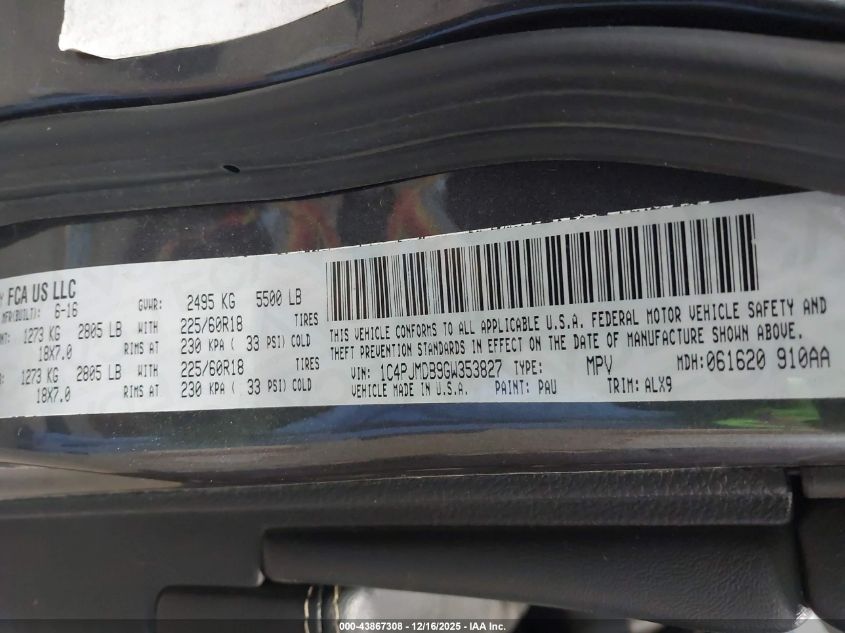 FCA US LLC
MFR(BUILT): 6-16 GVWR: 2495 KG 5500 LB
1273 KG 2805 LB WITH 225/60R18 TIRES
18X7.0 RIMS AT 230 KPA ( 33 PSI) COLD
1273 KG 2805 LB WITH 225/60R18 TIRES
18X7.0 RIMS AT 230 KPA ( 33 PSI) COLD
THIS VEHICLE CONFORMS TO ALL APPLICABLE U.S.A. FEDERAL MOTOR VEHICLE SAFETY AND
THEFT PREVENTION STANDARDS IN EFFECT ON THE DATE OF MANUFACTURE SHOWN ABOVE.
VIN: 1C4PJMDB9GW353827 TYPE: MPV MDH: 061620 910AA
VEHICLE MADE IN U.S.A. PAINT: PAU TRIM: ALX9
000-43867308 - 12/16/2025 - IAA Inc.